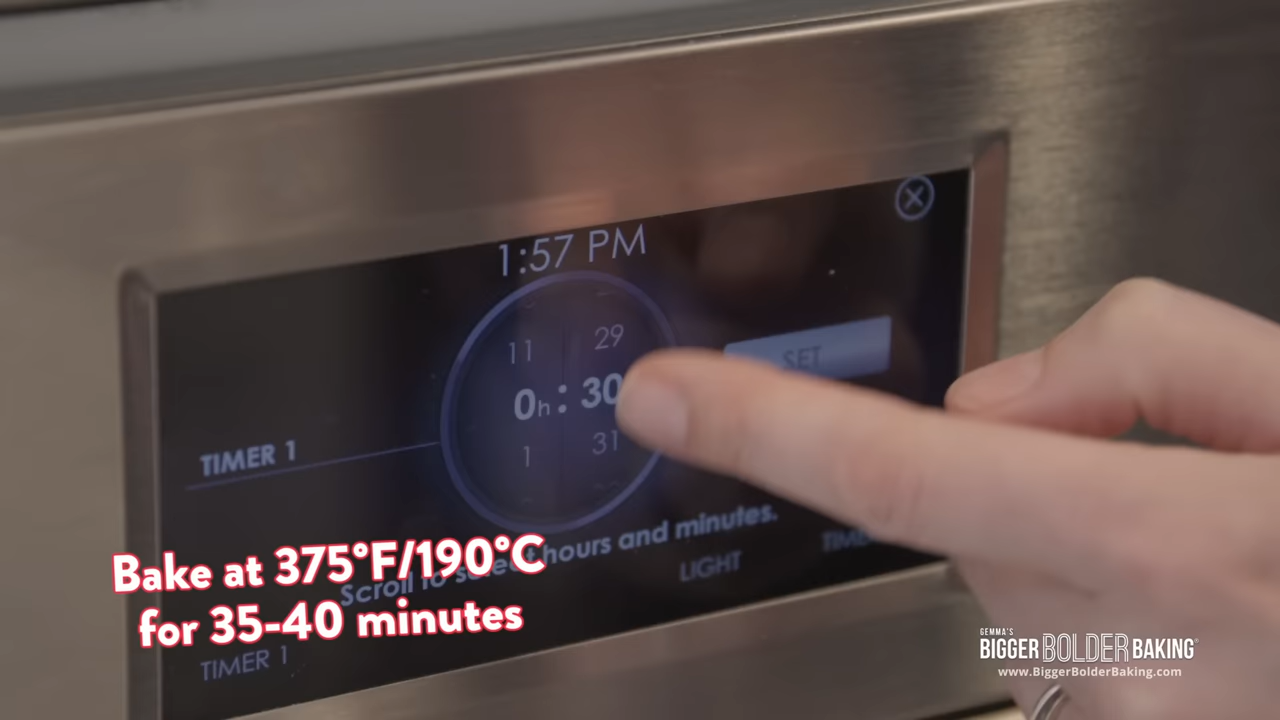 1:57 PM
11 29
0h : 30
1 31
SET
TIMER 1
Scroll to select hours and minutes.
LIGHT
TIMER 1
Bake at 375°F/190°C
for 35-40 minutes
GEMMA'S
BIGGER BOLDER BAKING®
www.BiggerBolderBaking.com